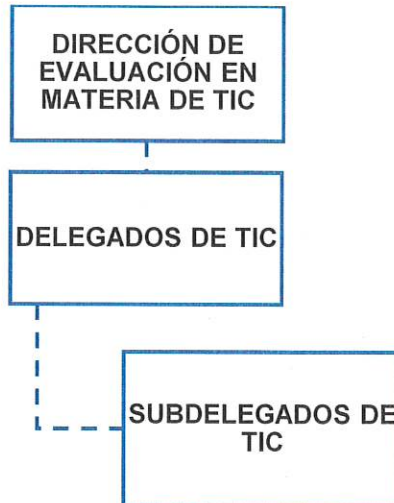 DIRECCIÓN DE
EVALUACIÓN EN
MATERIA DE TIC
DELEGADOS DE TIC
SUBDELEGADOS DE
TIC